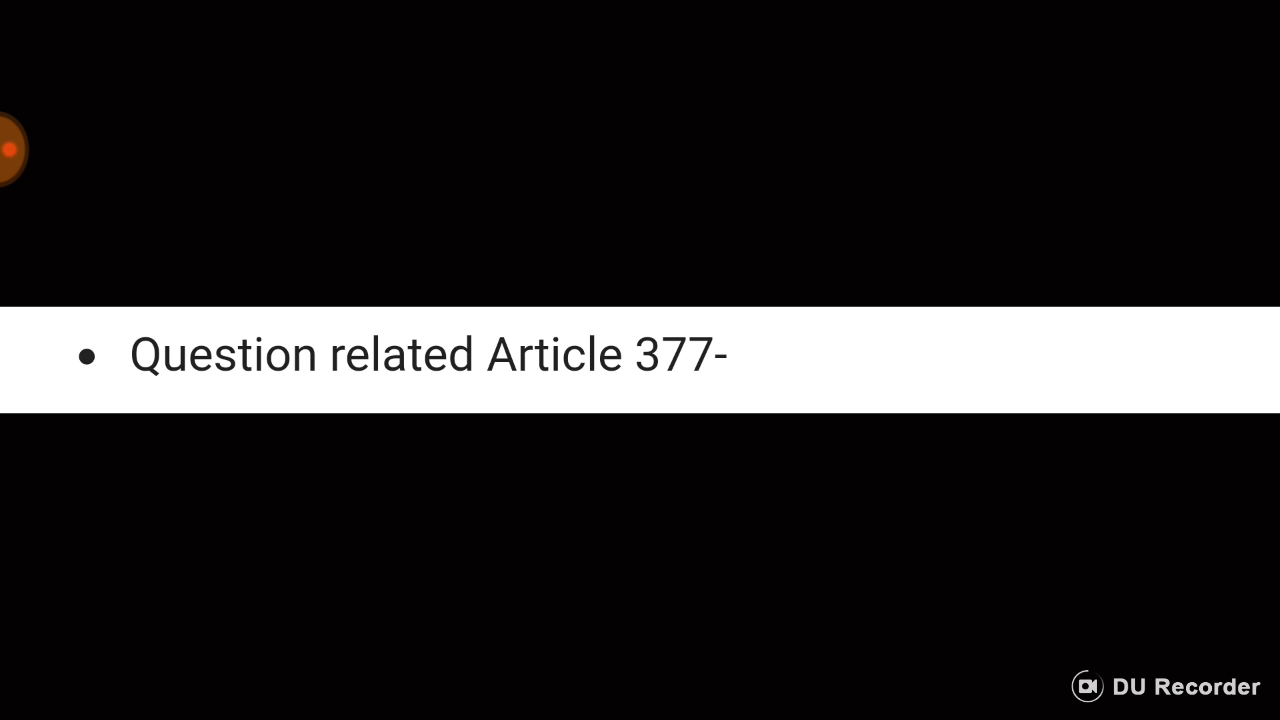 • Question related Article 377-
DU Recorder